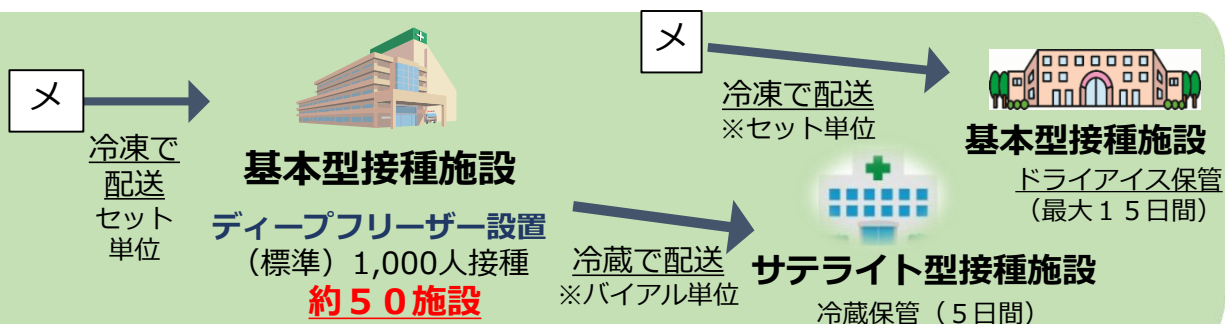 メ
冷凍で
配送
セット
単位
基本型接種施設
ディープフリーザー設置
（標準）1,000人接種
約５０施設
メ
冷凍で配送
※セット単位
基本型接種施設
ドライアイス保管
（最大１５日間）
冷蔵で配送
※バイアル単位
サテライト型接種施設
冷蔵保管（５日間）